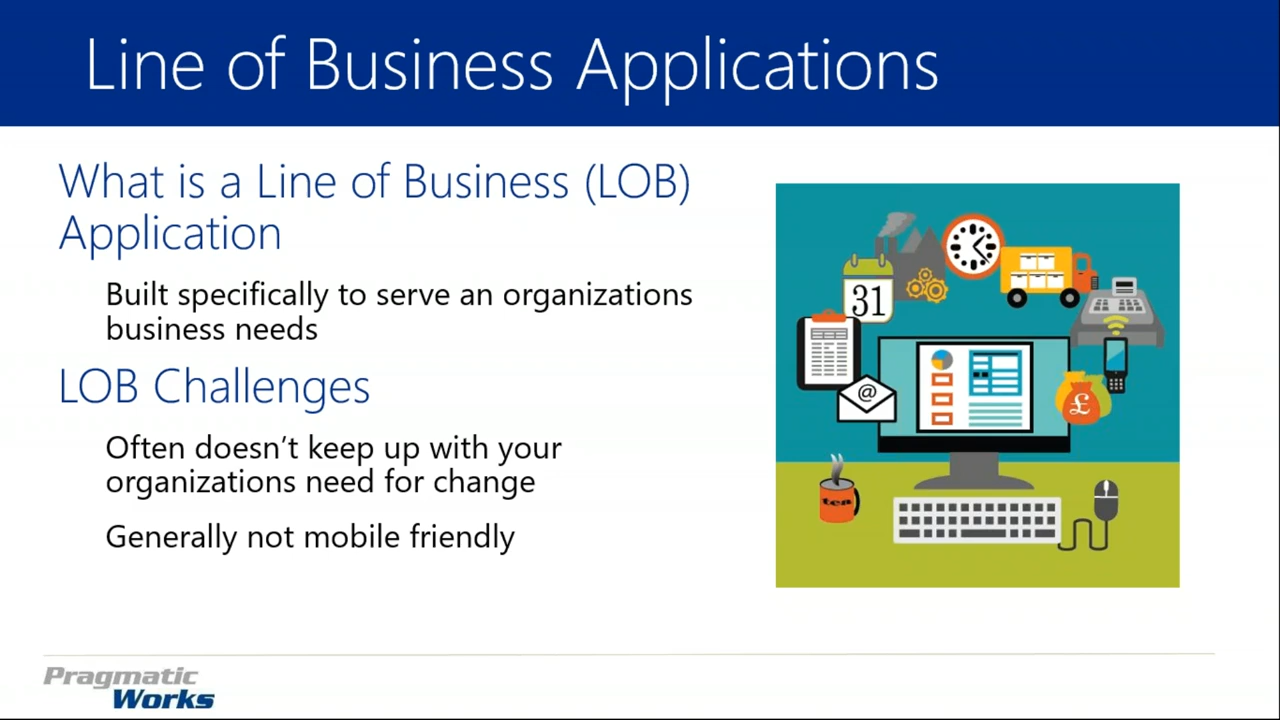 Line of Business Applications
What is a Line of Business (LOB)
Application
Built specifically to serve an organizations
business needs
LOB Challenges
Often doesn’t keep up with your
organizations need for change
Generally not mobile friendly
31
@
£
tea
Pragmatic
Works